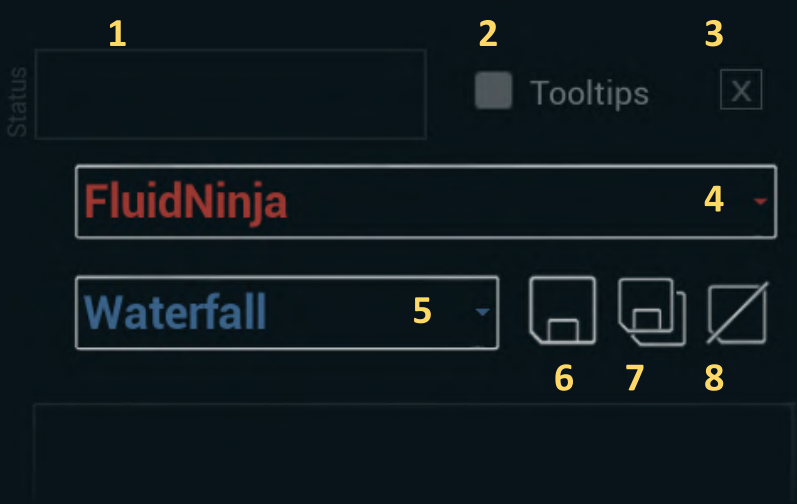 1 2 3
Status
Tooltips X
FluidNinja 4
Waterfall 5
6 7 8